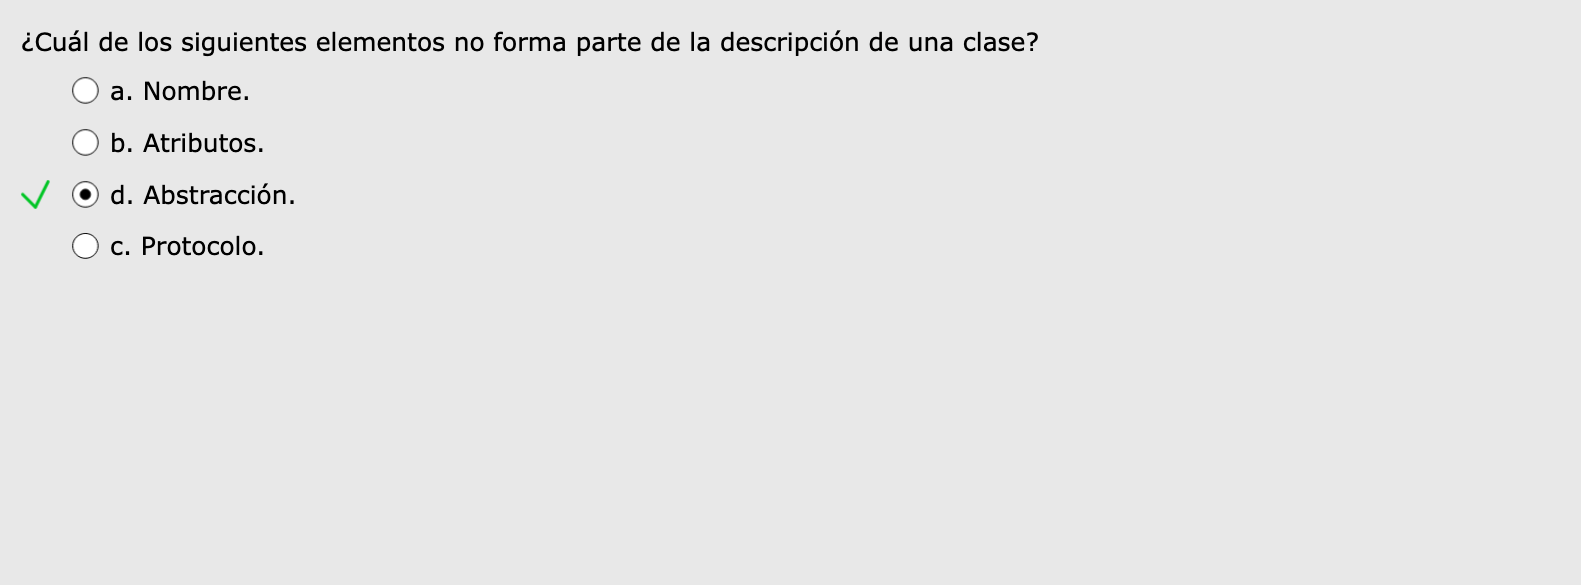 ¿Cuál de los siguientes elementos no forma parte de la descripción de una clase?
a. Nombre.
b. Atributos.
d. Abstracción.
c. Protocolo.